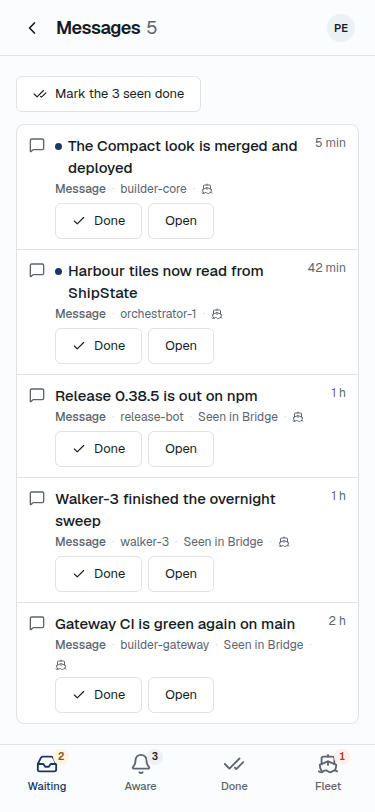 Messages 5
PE
Mark the 3 seen done
The Compact look is merged and
deployed
5 min
Message · builder-core ·
Done
Open
Harbour tiles now read from
ShipState
42 min
Message · orchestrator-1 ·
Done
Open
Release 0.38.5 is out on npm
1 h
Message · release-bot · Seen in Bridge ·
Done
Open
Walker-3 finished the overnight
sweep
1 h
Message · walker-3 · Seen in Bridge ·
Done
Open
Gateway CI is green again on main
2 h
Message · builder-gateway · Seen in Bridge ·
Done
Open
2
3
1
Waiting
Aware
Done
Fleet